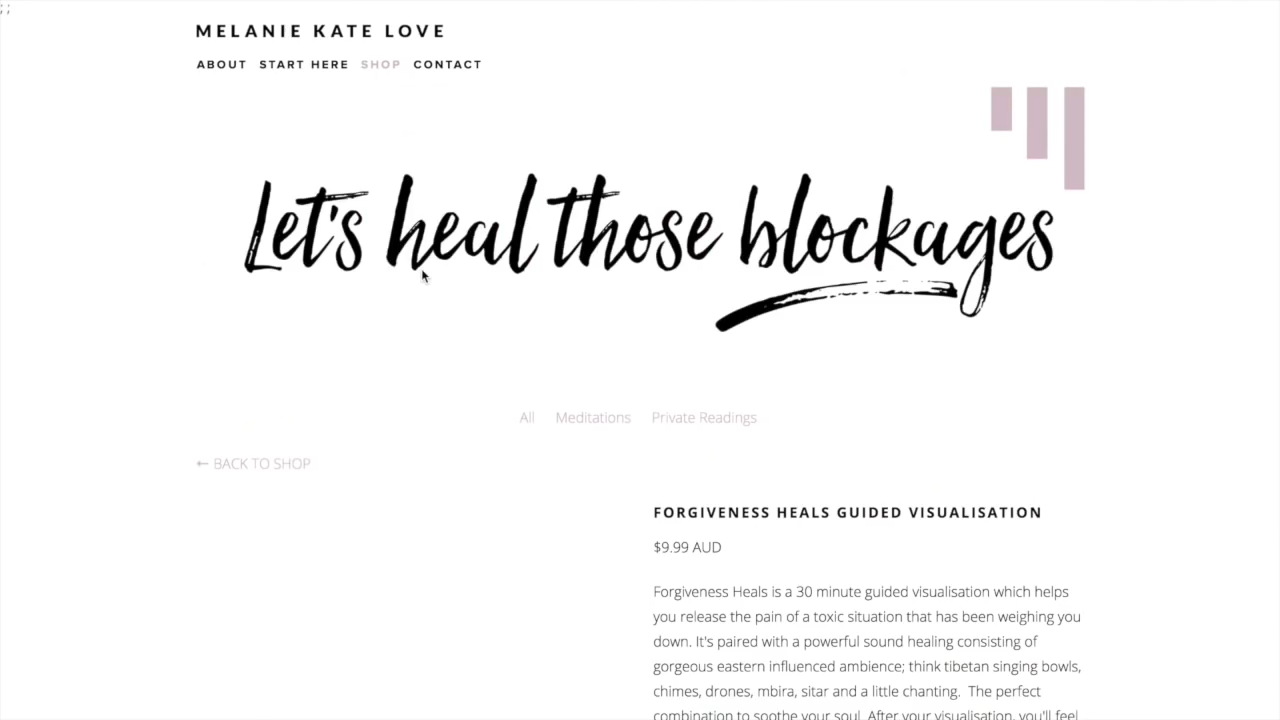 ; ;
MELANIE KATE LOVE
ABOUT START HERE SHOP CONTACT
Let's heal those blockages
All Meditations Private Readings
← BACK TO SHOP
FORGIVENESS HEALS GUIDED VISUALISATION
$9.99 AUD
Forgiveness Heals is a 30 minute guided visualisation which helps
you release the pain of a toxic situation that has been weighing you
down. It's paired with a powerful sound healing consisting of
gorgeous eastern influenced ambience; think tibetan singing bowls,
chimes, drones, mbira, sitar and a little chanting. The perfect
combination to soothe your soul. After your visualisation, you'll feel